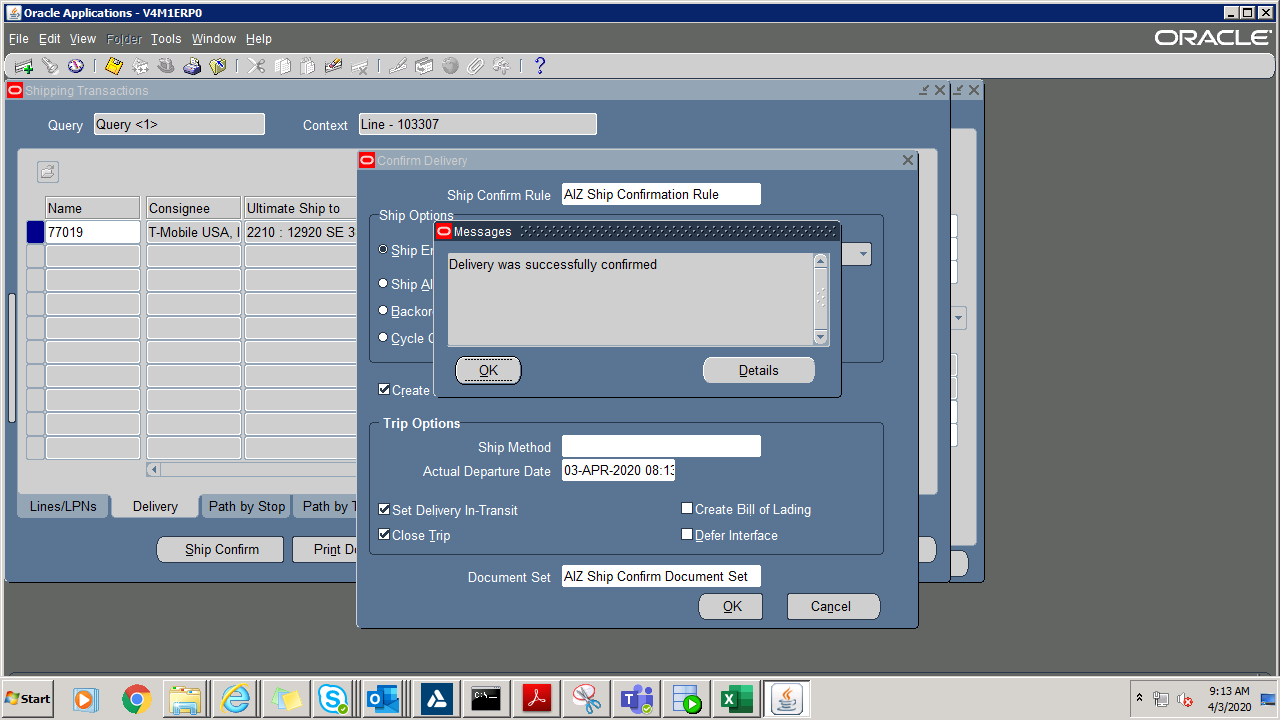 Oracle Applications - V4M1ERP0
File Edit View Folder Tools Window Help
ORACLE
Shipping Transactions
Query Query <1> Context Line - 103307
Name Consignee Ultimate Ship to
77019 T-Mobile USA, I 2210 : 12920 SE 3
Lines/LPNs Delivery Path by Stop Path by T
Ship Confirm Print Do
Confirm Delivery
Ship Confirm Rule AIZ Ship Confirmation Rule
Ship Options
Ship En
Ship Al
Backor
Cycle C
Create
Messages
Delivery was successfully confirmed
OK Details
Trip Options
Ship Method
Actual Departure Date 03-APR-2020 08:13
Set Delivery In-Transit Create Bill of Lading
Close Trip Defer Interface
Document Set AIZ Ship Confirm Document Set
OK Cancel
Start
9:13 AM
4/3/2020